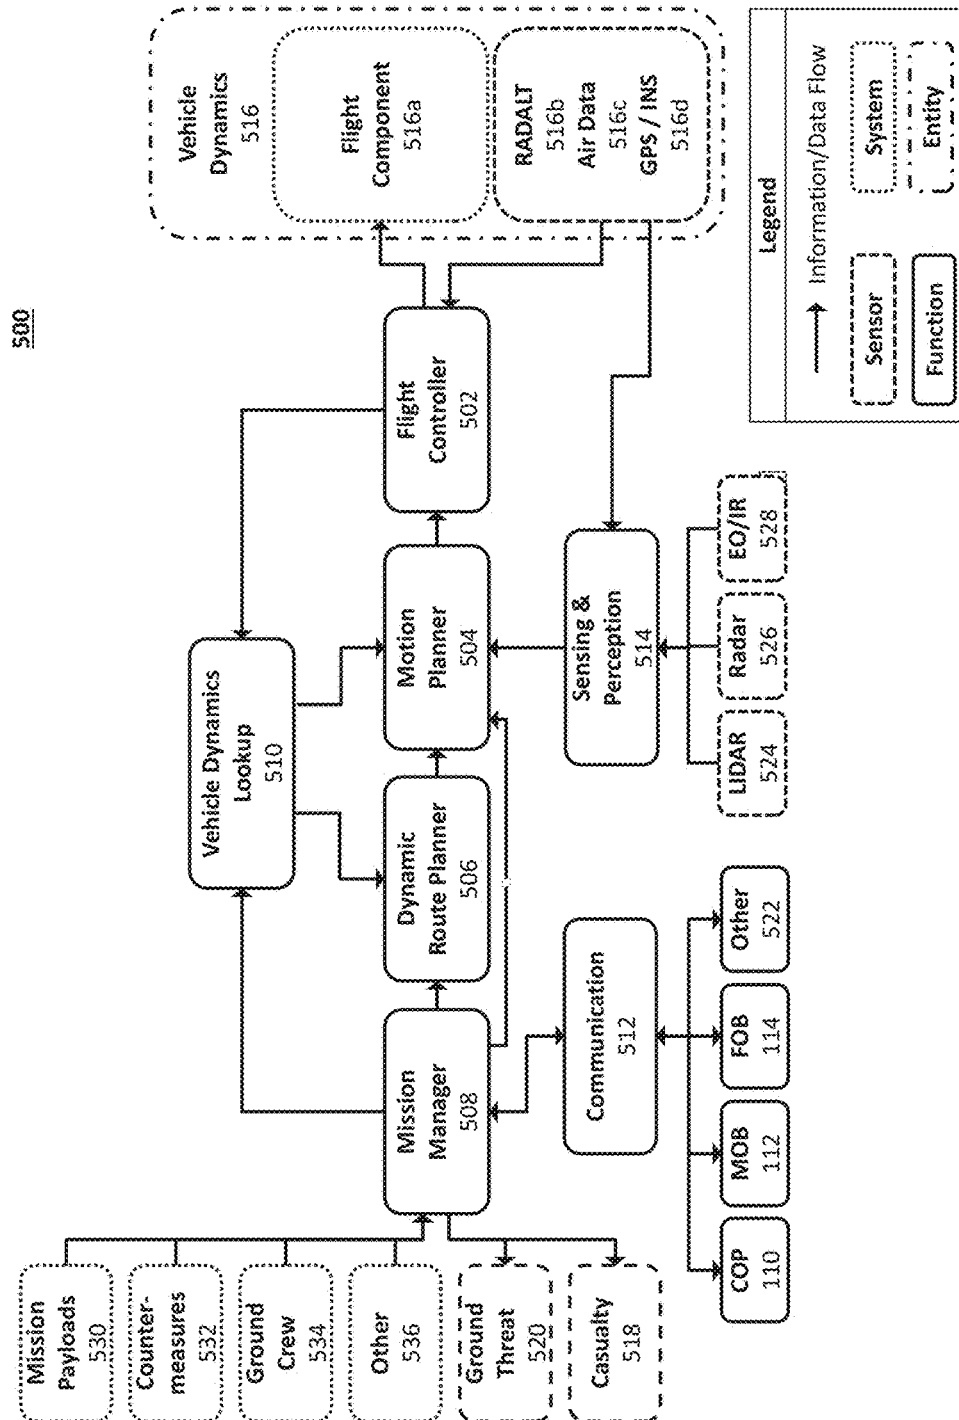 500
Mission
Payloads
530
Counter-
measures
532
Ground
Crew
534
Other
536
Ground
Threat
520
Casualty
518
Mission
Manager
508
Dynamic
Route Planner
506
Motion
Planner
504
Flight
Controller
502
Vehicle Dynamics
Lookup
510
Vehicle
Dynamics
516
Flight
Component
516a
RADALT
516b
Air Data
516c
GPS / INS
516d
Communication
512
Sensing &
Perception
514
COP
110
MOB
112
FOB
114
Other
522
LIDAR
524
Radar
526
EO/IR
528
Legend
Information/Data Flow
Sensor
System
Function
Entity